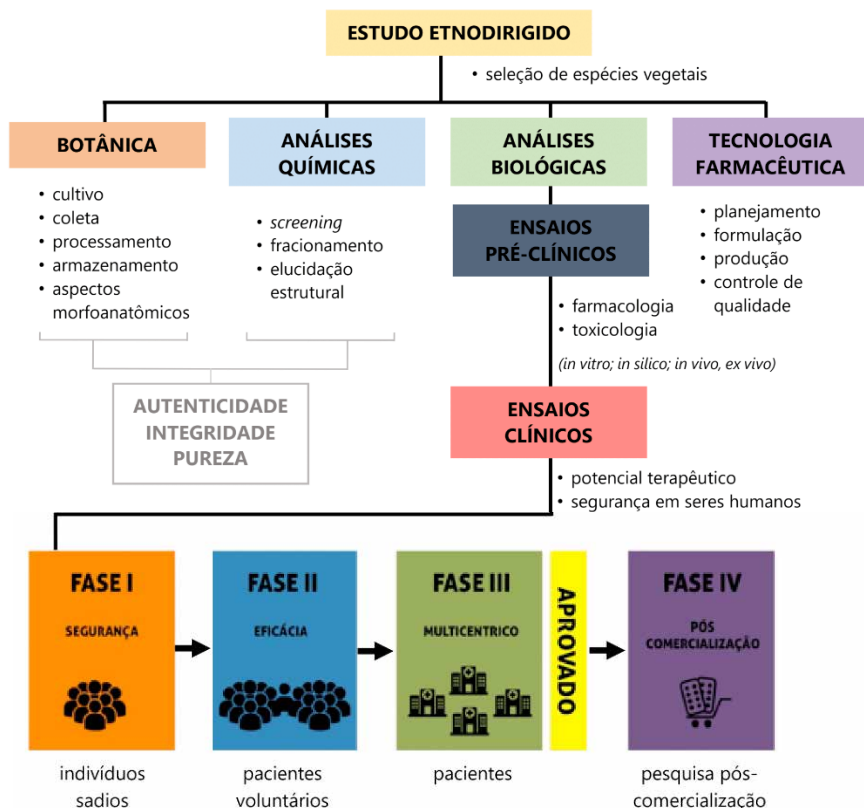 ESTUDO ETNODIRIGIDO
• seleção de espécies vegetais
BOTÂNICA
• cultivo
• coleta
• processamento
• armazenamento
• aspectos
morfoanatômicos
ANÁLISES
QUÍMICAS
• screening
• fracionamento
• elucidação
estrutural
AUTENTICIDADE
INTEGRIDADE
PUREZA
ANÁLISES
BIOLÓGICAS
ENSAIOS
PRÉ-CLÍNICOS
• farmacologia
• toxicologia
(in vitro; in silico; in vivo, ex vivo)
ENSAIOS
CLÍNICOS
• potencial terapêutico
• segurança em seres humanos
TECNOLOGIA
FARMACÊUTICA
• planejamento
• formulação
• produção
• controle de
qualidade
FASE I
SEGURANÇA
indivíduos
sadios
FASE II
EFICÁCIA
pacientes
voluntários
FASE III
MULTICENTRICO
pacientes
APROVADO
FASE IV
PÓS
COMERCIALIZAÇÃO
pesquisa pós-
comercialização